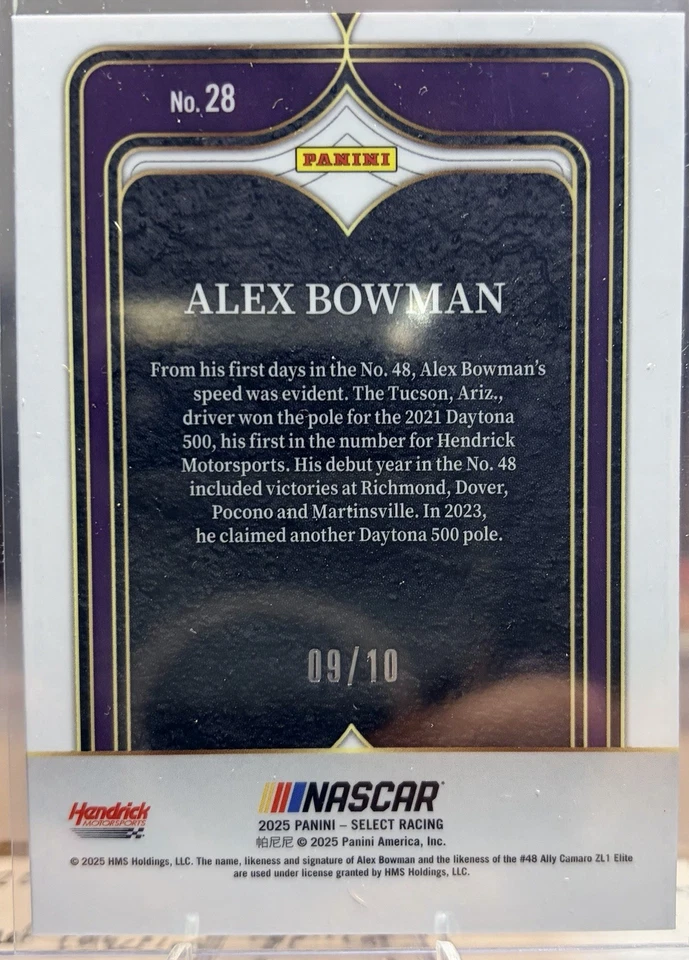 No. 28
PANINI
ALEX BOWMAN
From his first days in the No. 48, Alex Bowman's
speed was evident. The Tucson, Ariz.,
driver won the pole for the 2021 Daytona
500, his first in the number for Hendrick
Motorsports. His debut year in the No. 48
included victories at Richmond, Dover,
Pocono and Martinsville. In 2023,
he claimed another Daytona 500 pole.
09/10
Hendrick
MOTORSPORTS
NASCAR
2025 PANINI – SELECT RACING
帕尼尼 © 2025 Panini America, Inc.
© 2025 HMS Holdings, LLC. The name, likeness and signature of Alex Bowman and the likeness of the #48 Ally Camaro ZL1 Elite
are used under license granted by HMS Holdings, LLC.